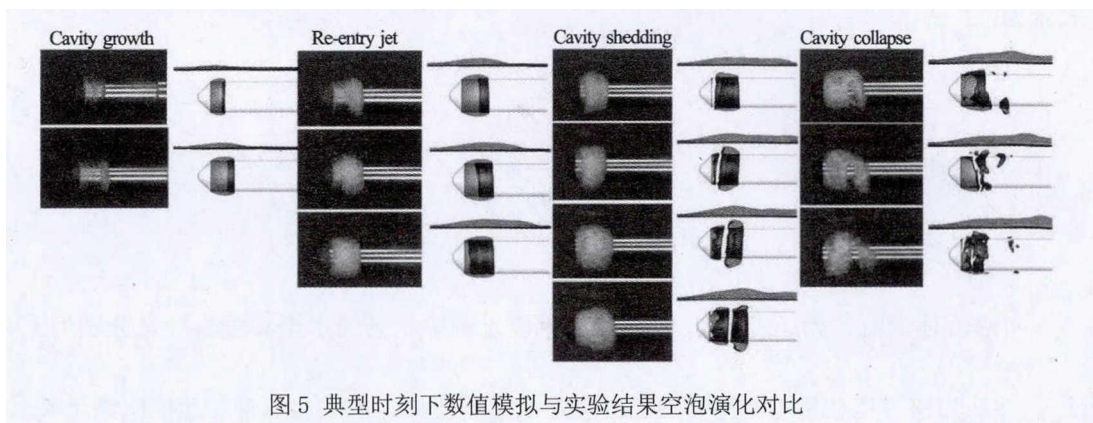 Cavity growth
Re-entry jet
Cavity shedding
Cavity collapse
图5 典型时刻下数值模拟与实验结果空泡演化对比